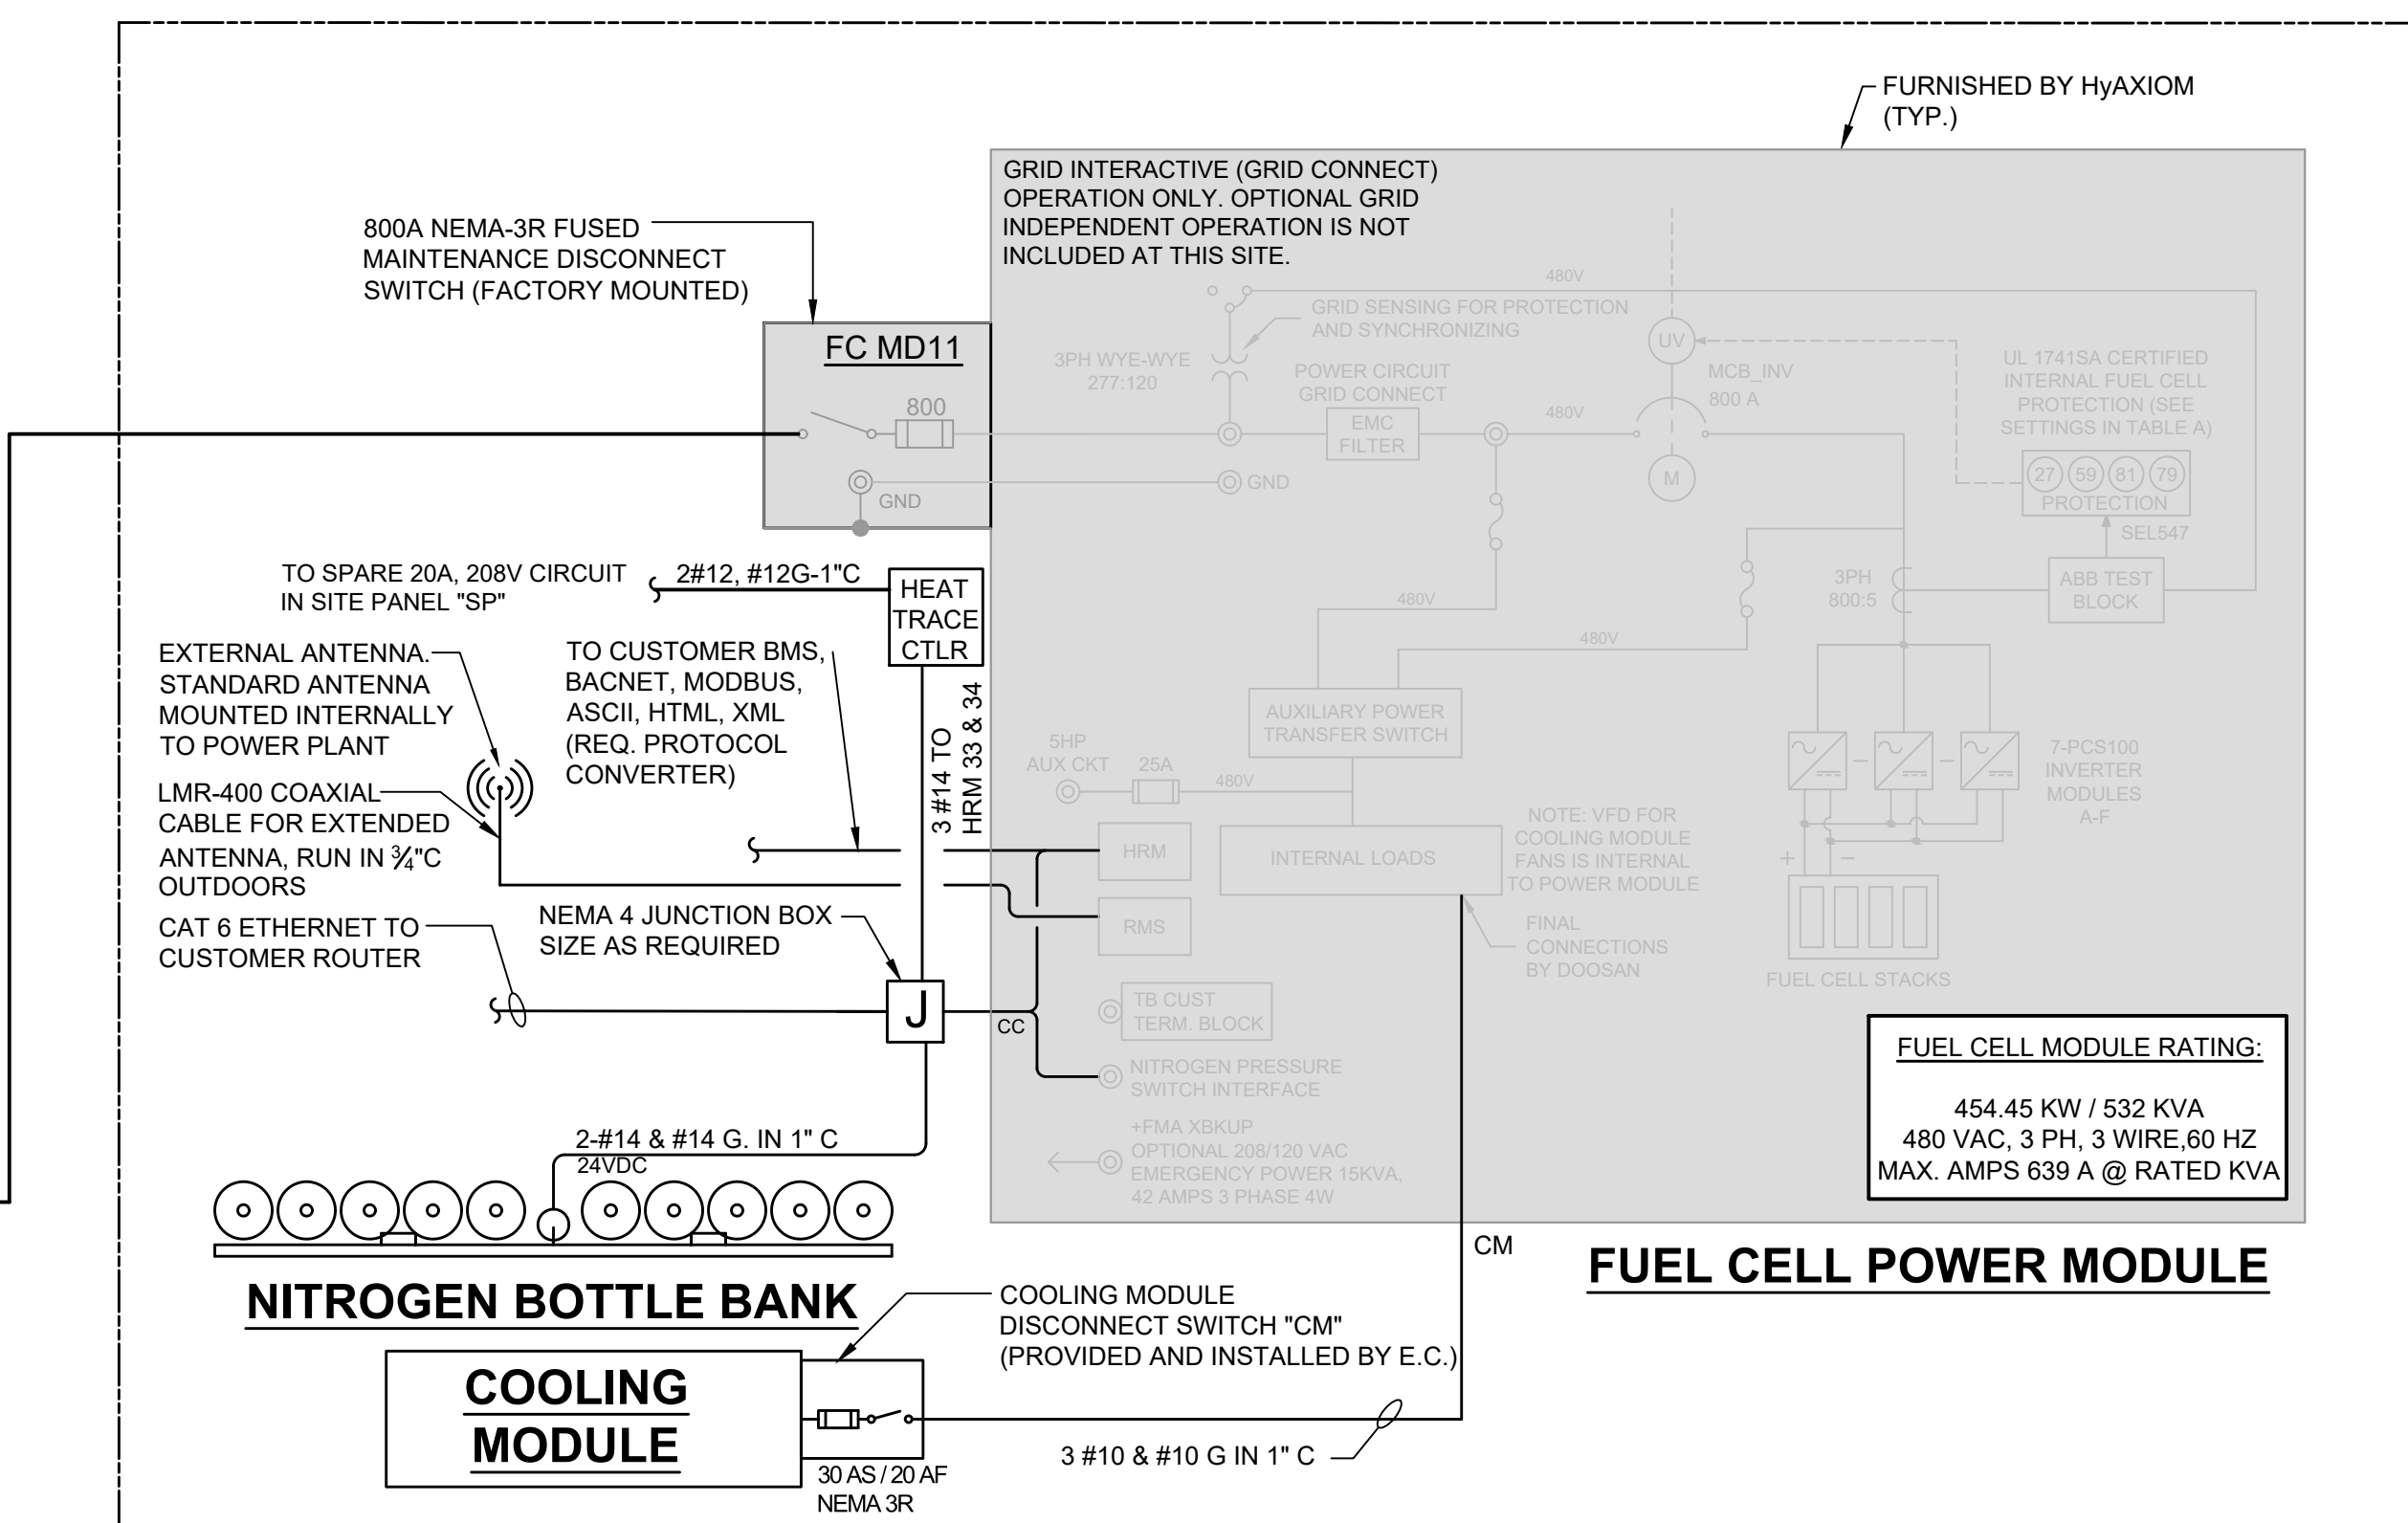 FURNISHED BY HyAXIOM
(TYP.)
GRID INTERACTIVE (GRID CONNECT)
OPERATION ONLY. OPTIONAL GRID
INDEPENDENT OPERATION IS NOT
INCLUDED AT THIS SITE.
800A NEMA-3R FUSED
MAINTENANCE DISCONNECT
SWITCH (FACTORY MOUNTED)
FC MD11
800
GND
GND
480V
GRID SENSING FOR PROTECTION
AND SYNCHRONIZING
3PH WYE-WYE
277:120
POWER CIRCUIT
GRID CONNECT
EMC
FILTER
480V
UV
MCB_INV
800 A
M
UL 1741SA CERTIFIED
INTERNAL FUEL CELL
PROTECTION (SEE
SETTINGS IN TABLE A)
27 59 81 79
PROTECTION
SEL547
ABB TEST
BLOCK
3PH
800:5
480V
480V
TO SPARE 20A, 208V CIRCUIT
IN SITE PANEL "SP"
2#12, #12G-1"C
HEAT
TRACE
CTLR
3 #14 TO
HRM 33 & 34
EXTERNAL ANTENNA.
STANDARD ANTENNA
MOUNTED INTERNALLY
TO POWER PLANT
TO CUSTOMER BMS,
BACNET, MODBUS,
ASCII, HTML, XML
(REQ. PROTOCOL
CONVERTER)
LMR-400 COAXIAL
CABLE FOR EXTENDED
ANTENNA, RUN IN ¾"C
OUTDOORS
CAT 6 ETHERNET TO
CUSTOMER ROUTER
NEMA 4 JUNCTION BOX
SIZE AS REQUIRED
J
CC
AUXILIARY POWER
TRANSFER SWITCH
5HP
AUX CKT
25A
480V
7-PCS100
INVERTER
MODULES
A-F
HRM
INTERNAL LOADS
NOTE: VFD FOR
COOLING MODULE
FANS IS INTERNAL
TO POWER MODULE
+ −
RMS
FINAL
CONNECTIONS
BY DOOSAN
FUEL CELL STACKS
TB CUST
TERM. BLOCK
NITROGEN PRESSURE
SWITCH INTERFACE
+FMA XBKUP
OPTIONAL 208/120 VAC
EMERGENCY POWER 15KVA,
42 AMPS 3 PHASE 4W
FUEL CELL MODULE RATING:
454.45 KW / 532 KVA
480 VAC, 3 PH, 3 WIRE,60 HZ
MAX. AMPS 639 A @ RATED KVA
2-#14 & #14 G. IN 1" C
24VDC
NITROGEN BOTTLE BANK
CM
FUEL CELL POWER MODULE
COOLING MODULE
DISCONNECT SWITCH "CM"
(PROVIDED AND INSTALLED BY E.C.)
COOLING
MODULE
30 AS / 20 AF
NEMA 3R
3 #10 & #10 G IN 1" C